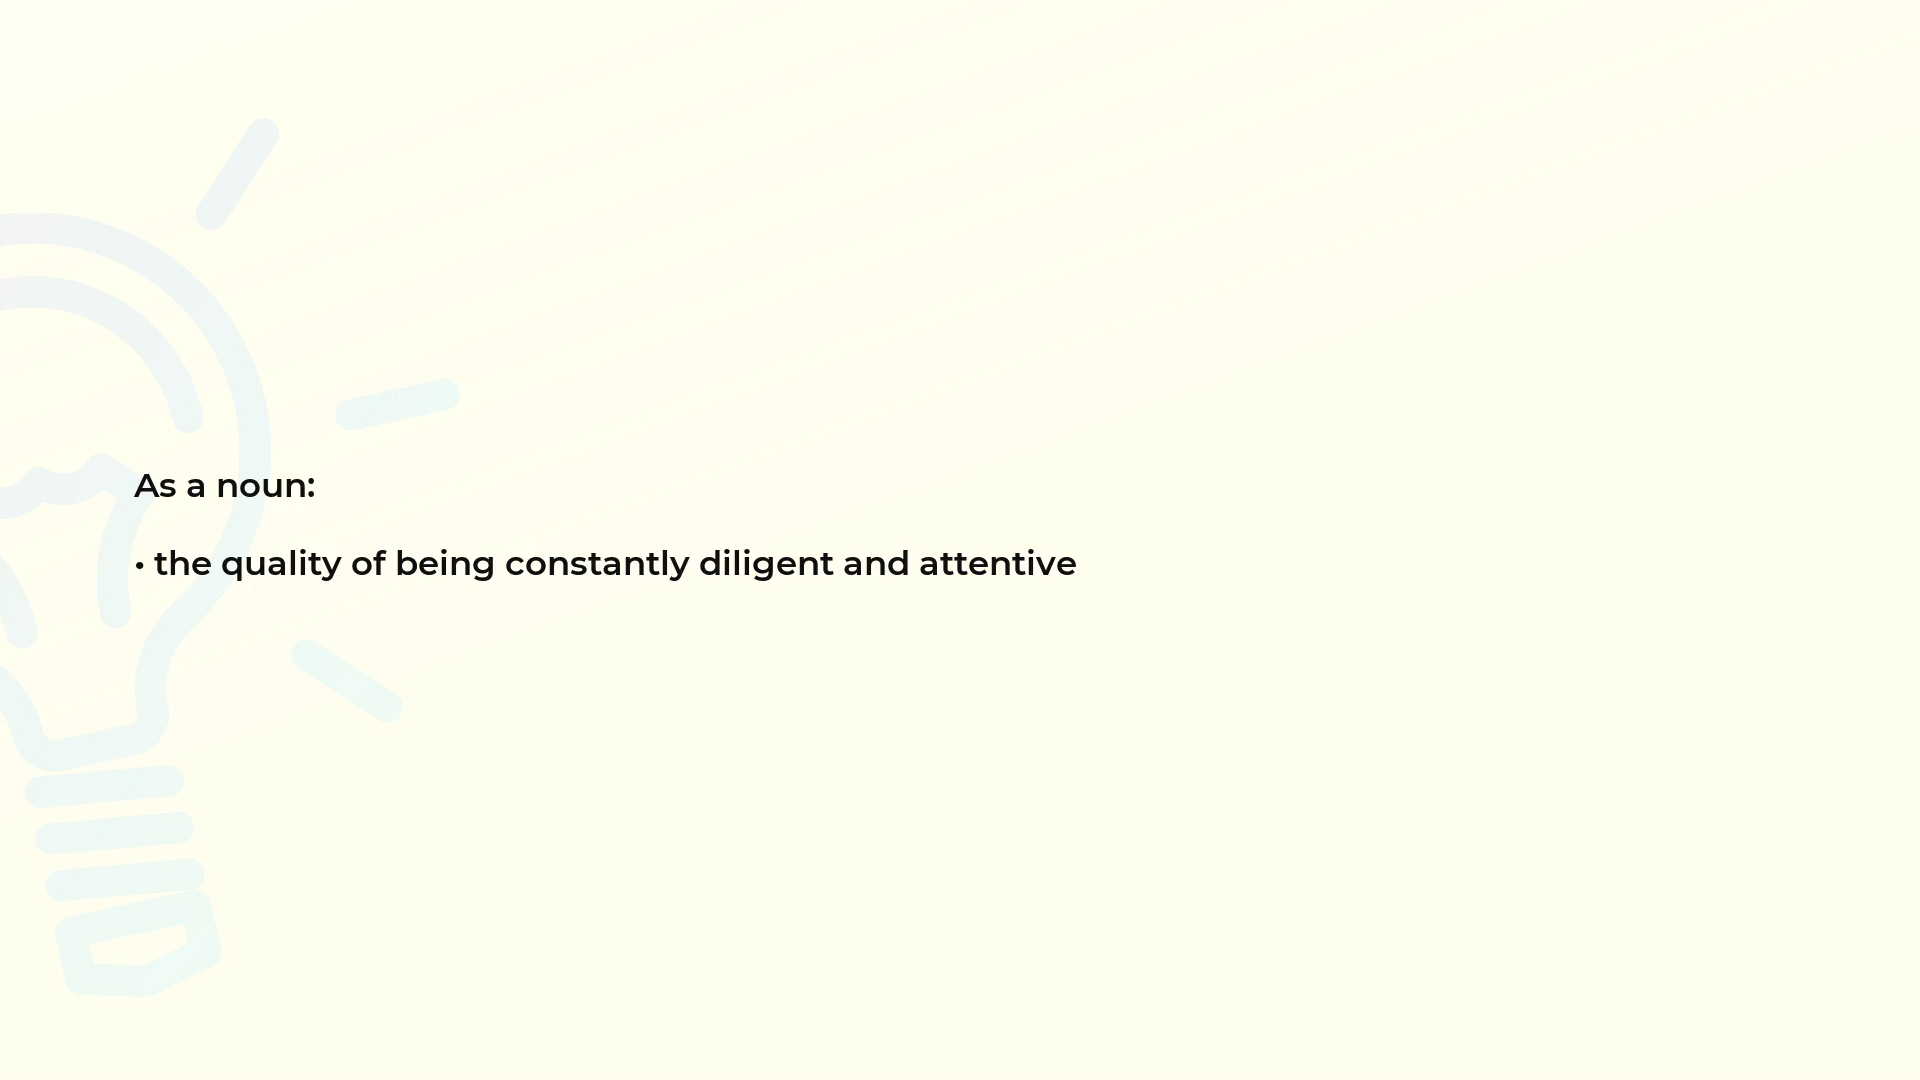 As a noun:
• the quality of being constantly diligent and attentive